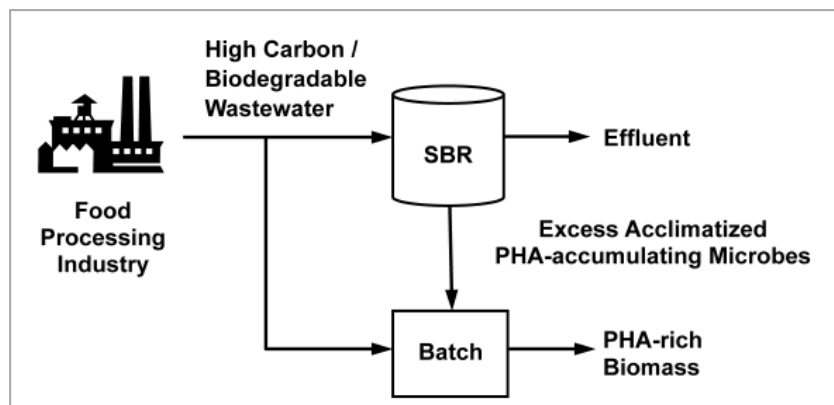 High Carbon /
Biodegradable
Wastewater
SBR
Effluent
Food
Processing
Industry
Excess Acclimatized
PHA-accumulating Microbes
Batch
PHA-rich
Biomass